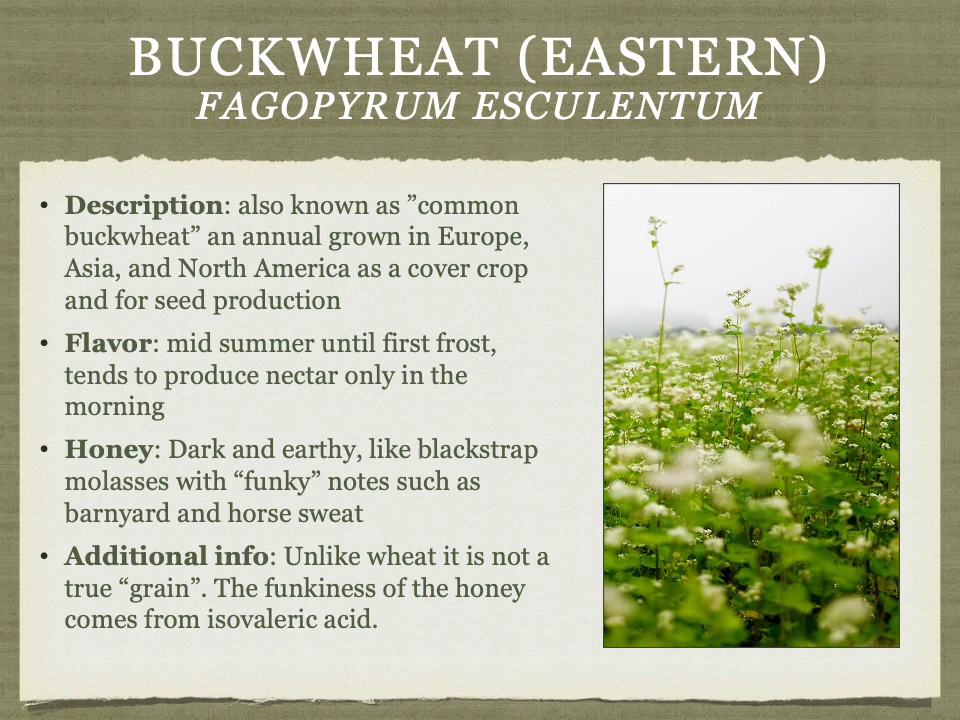 BUCKWHEAT (EASTERN)
FAGOPYRUM ESCULENTUM
• Description: also known as ”common
buckwheat” an annual grown in Europe,
Asia, and North America as a cover crop
and for seed production
• Flavor: mid summer until first frost,
tends to produce nectar only in the
morning
• Honey: Dark and earthy, like blackstrap
molasses with “funky” notes such as
barnyard and horse sweat
• Additional info: Unlike wheat it is not a
true “grain”. The funkiness of the honey
comes from isovaleric acid.